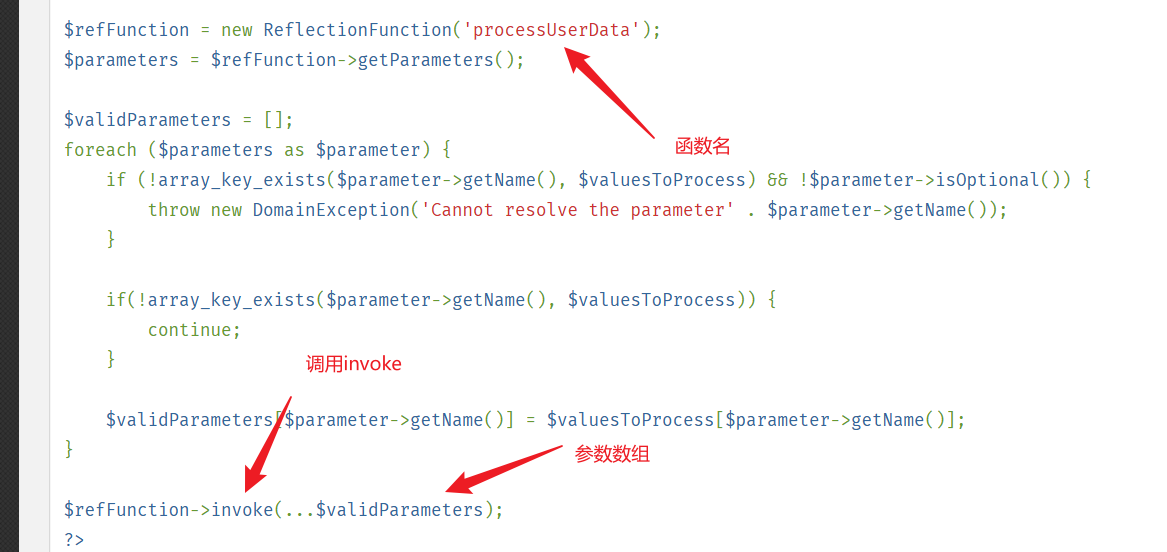 $refFunction = new ReflectionFunction('processUserData');
$parameters = $refFunction->getParameters();
$validParameters = [];
函数名
foreach ($parameters as $parameter) {
if (!array_key_exists($parameter->getName(), $valuesToProcess) && !$parameter->isOptional()) {
throw new DomainException('Cannot resolve the parameter' . $parameter->getName());
}
if(!array_key_exists($parameter->getName(), $valuesToProcess)) {
continue;
}
调用invoke
$validParameters[$parameter->getName()] = $valuesToProcess[$parameter->getName()];
}
参数数组
$refFunction->invoke(...$validParameters);
?>